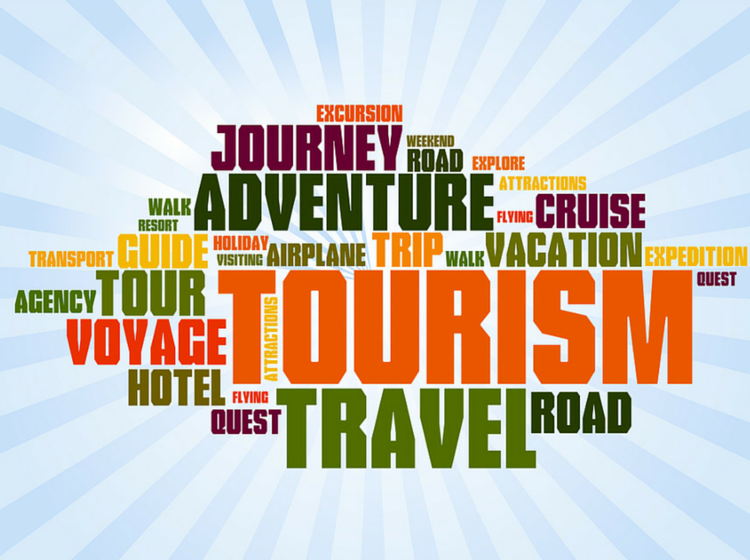 EXCURSION
JOURNEY WEEKEND
ROAD EXPLORE
ATTRACTIONS
WALK ADVENTURE FLYING CRUISE
RESORT
TRANSPORT GUIDE HOLIDAY
VISITING AIRPLANE TRIP WALK VACATION EXPEDITION
QUEST
AGENCY TOUR ATTRACTIONS TOURISM
VOYAGE
HOTEL FLYING
QUEST TRAVEL ROAD